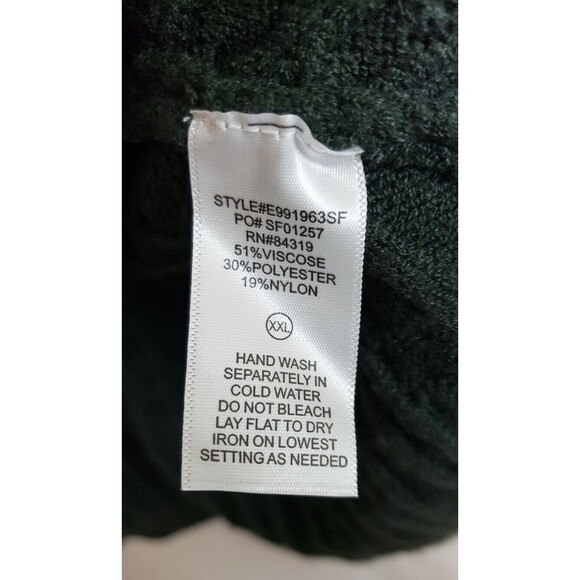 STYLE#E991963SF
PO# SF01257
RN#84319
51%VISCOSE
30%POLYESTER
19%NYLON
XXL
HAND WASH
SEPARATELY IN
COLD WATER
DO NOT BLEACH
LAY FLAT TO DRY
IRON ON LOWEST
SETTING AS NEEDED